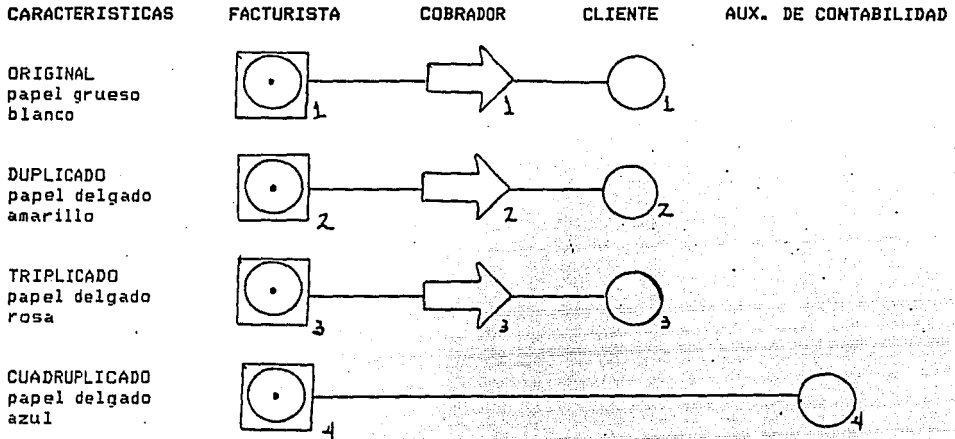 CARACTERISTICAS FACTURISTA COBRADOR CLIENTE AUX. DE CONTABILIDAD
ORIGINAL
papel grueso
blanco
1 1 1
DUPLICADO
papel delgado
amarillo
2 2 2
TRIPLICADO
papel delgado
rosa
3 3 3
CUADRUPLICADO
papel delgado
azul
4 4